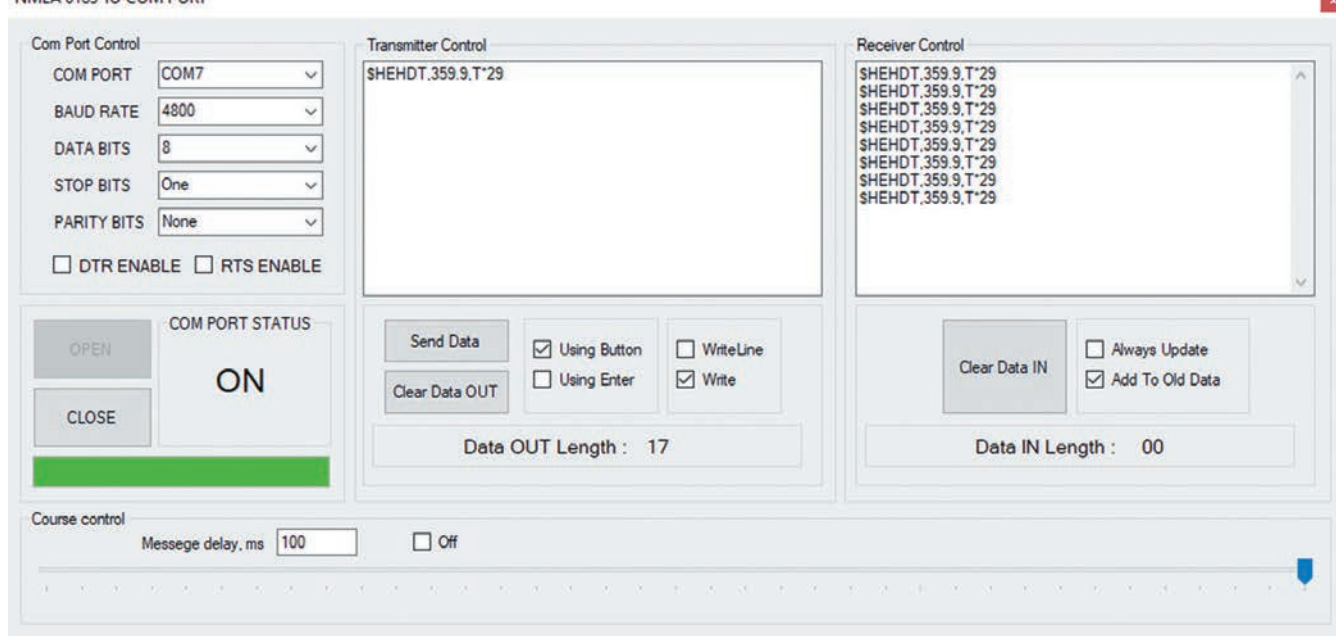 NMEA 0183 TO COM PORT
Com Port Control
COM PORT COM7
BAUD RATE 4800
DATA BITS 8
STOP BITS One
PARITY BITS None
DTR ENABLE RTS ENABLE
OPEN
COM PORT STATUS
ON
CLOSE
Transmitter Control
$HEHDT,359.9,T*29
Send Data
Clear Data OUT
Using Button
Using Enter
WriteLine
Write
Data OUT Length : 17
Receiver Control
$HEHDT,359.9,T*29
$HEHDT,359.9,T*29
$HEHDT,359.9,T*29
$HEHDT,359.9,T*29
$HEHDT,359.9,T*29
$HEHDT,359.9,T*29
$HEHDT,359.9,T*29
$HEHDT,359.9,T*29
Clear Data IN
Always Update
Add To Old Data
Data IN Length : 00
Course control
Messege delay, ms 100 Off